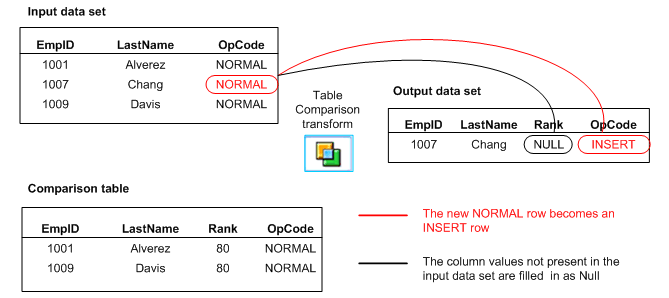 Input data set
EmpID LastName OpCode
1001 Alverez NORMAL
1007 Chang NORMAL
1009 Davis NORMAL
Table
Comparison
transform
Output data set
EmpID LastName Rank OpCode
1007 Chang NULL INSERT
Comparison table
EmpID LastName Rank OpCode
1001 Alverez 80 NORMAL
1009 Davis 80 NORMAL
The new NORMAL row becomes an
INSERT row
The column values not present in the
input data set are filled in as Null